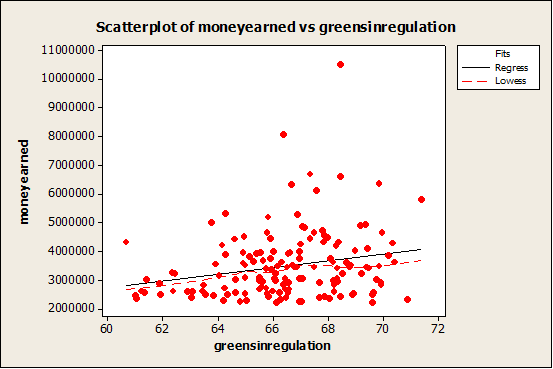 Scatterplot of moneyearned vs greensinregulation
11000000
10000000
9000000
8000000
7000000
6000000
5000000
4000000
3000000
2000000
moneyearned
60 62 64 66 68 70 72
greensinregulation
Fits
Regress
Lowess